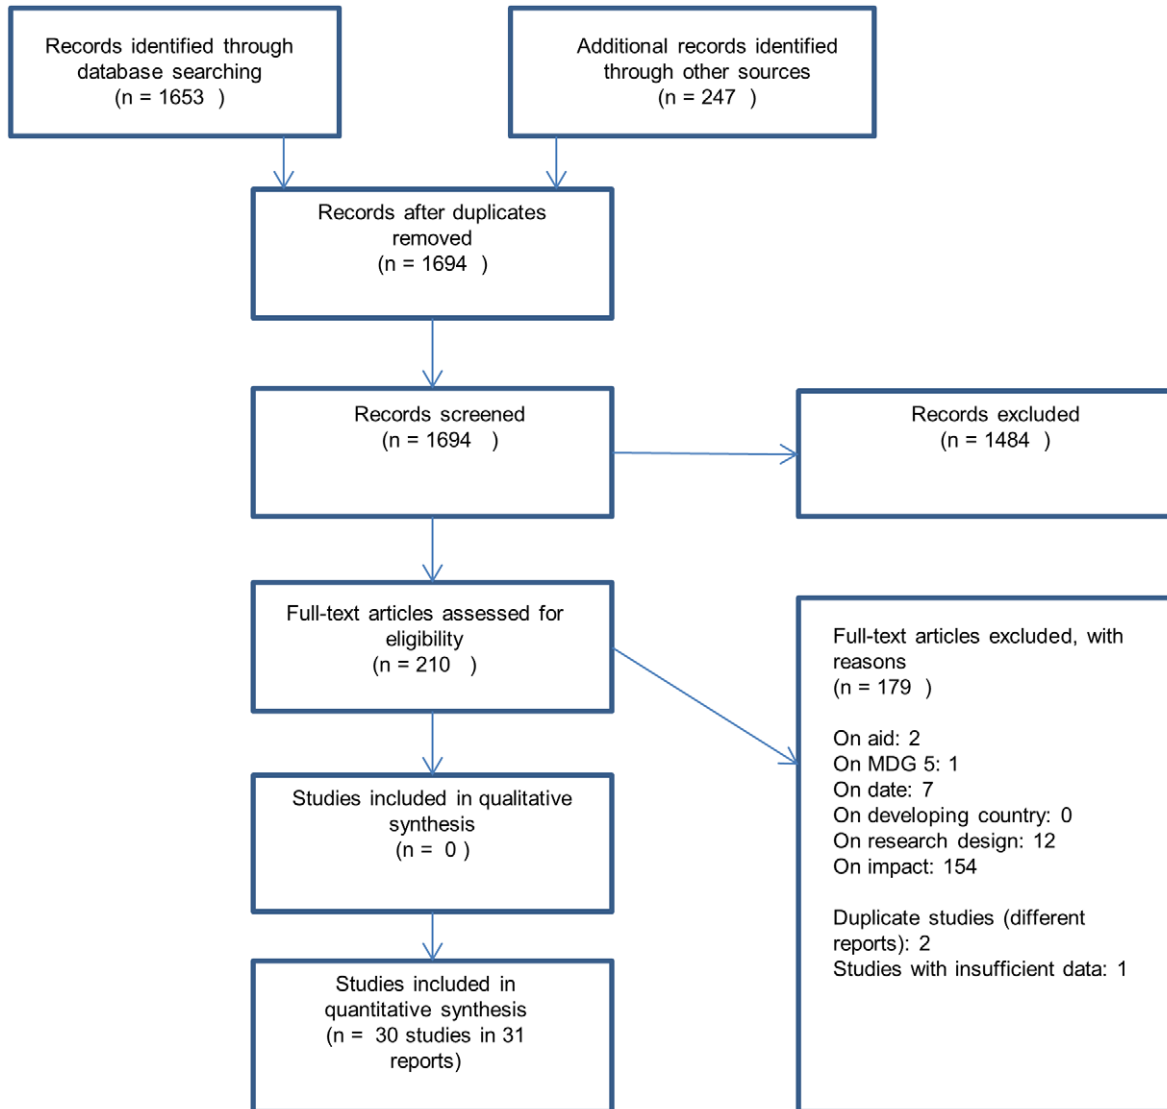 Records identified through
database searching
(n = 1653  )
Additional records identified
through other sources
(n = 247  )
Records after duplicates
removed
(n = 1694  )
Records screened
(n = 1694  )
Records excluded
(n = 1484  )
Full-text articles assessed for
eligibility
(n = 210  )
Full-text articles excluded, with
reasons
(n = 179  )
On aid: 2
On MDG 5: 1
On date: 7
On developing country: 0
On research design: 12
On impact: 154
Duplicate studies (different
reports): 2
Studies with insufficient data: 1
Studies included in qualitative
synthesis
(n =  0 )
Studies included in
quantitative synthesis
(n =  30 studies in 31
reports)